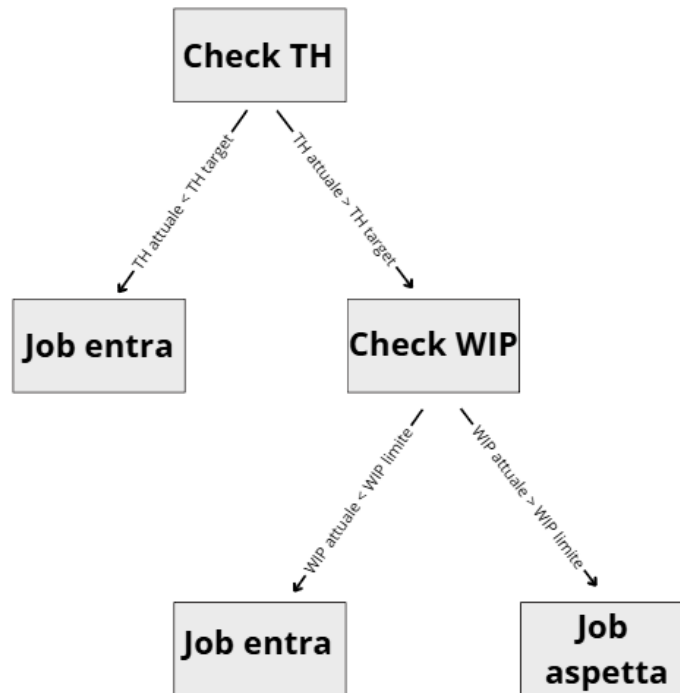 Check TH
TH attuale < TH target
TH attuale > TH target
Job entra
Check WIP
WIP attuale < WIP limite
WIP attuale > WIP limite
Job entra
Job
aspetta